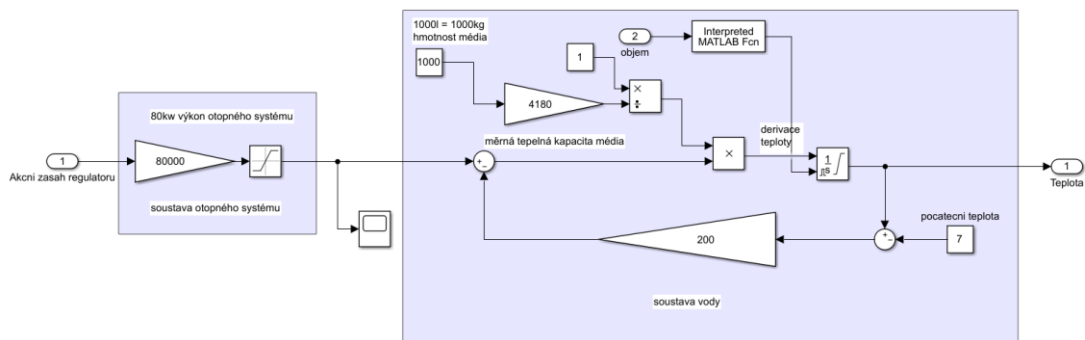 1000l = 1000kg
hmotnost média
1000
1
2
objem
Interpreted
MATLAB Fcn
×
÷
4180
80kw výkon otopného systému
1
Akcni zasah regulatoru
80000
soustava otopného systému
měrná tepelná kapacita média
+
−
×
derivace
teploty
1
s
1
Teplota
200
+
−
pocatecni teplota
7
soustava vody